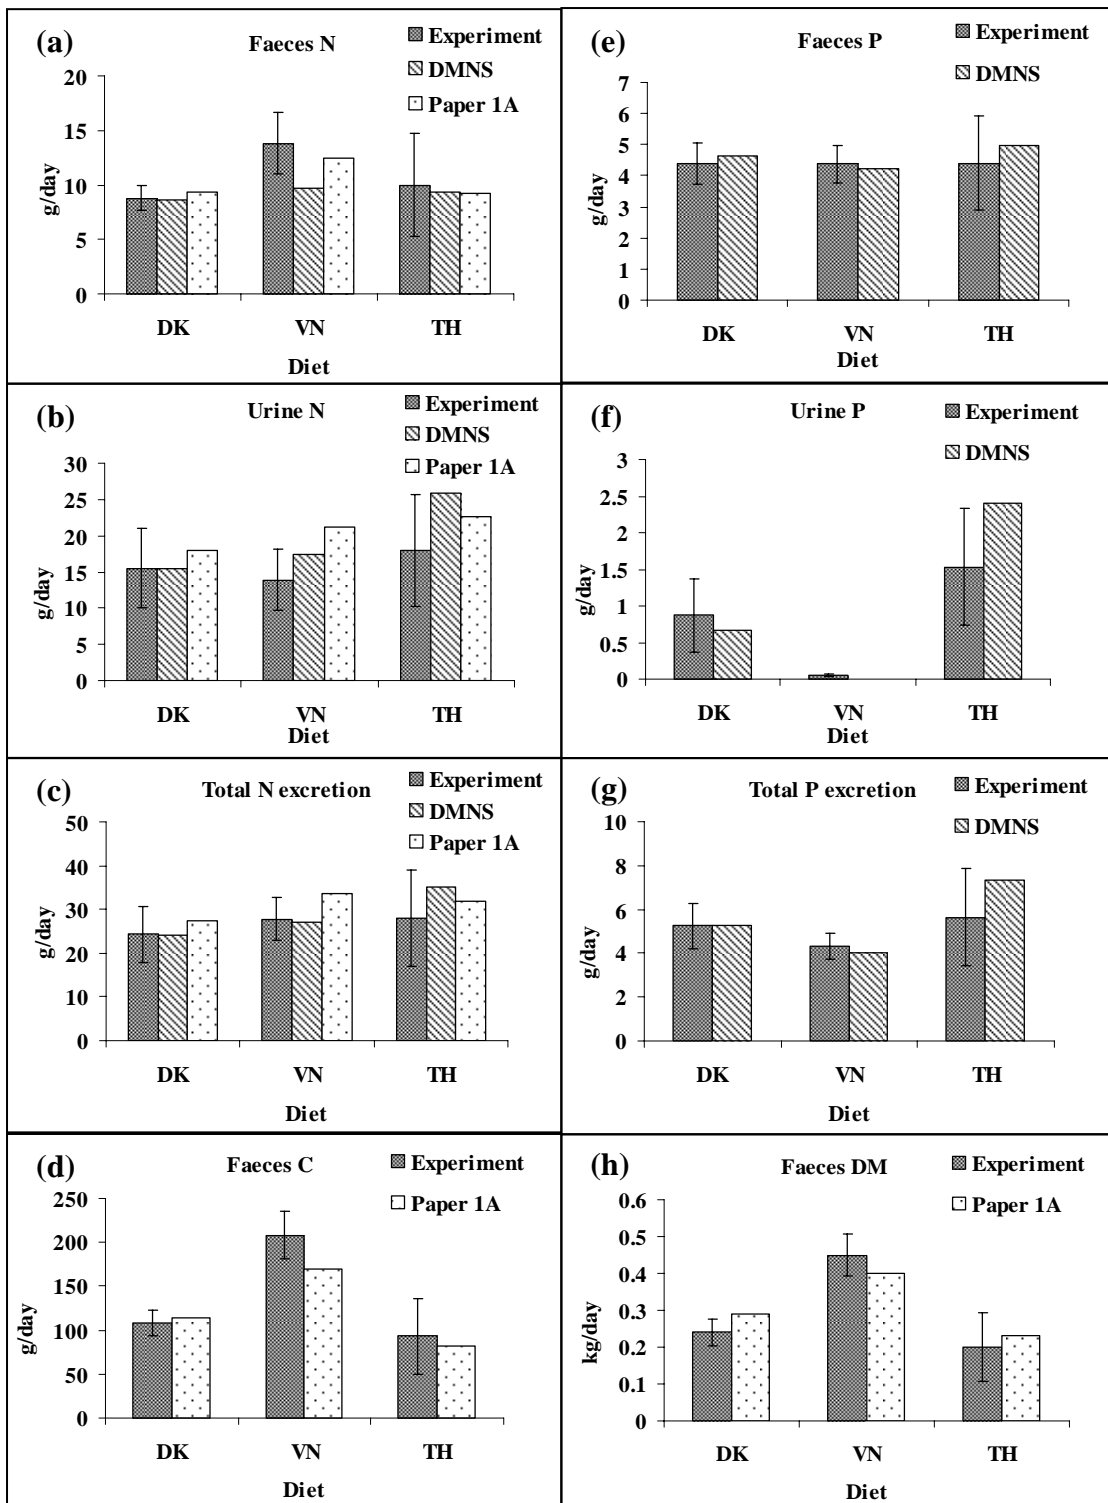 (a)
Faeces N
Experiment
DMNS
Paper 1A
20
15
10
5
0
g/day
DK VN TH
Diet
(e)
Faeces P
Experiment
DMNS
7
6
5
4
3
2
1
0
g/day
DK VN TH
Diet
(b)
Urine N
Experiment
DMNS
Paper 1A
30
25
20
15
10
5
0
g/day
DK VN TH
Diet
(f)
Urine P
Experiment
DMNS
3
2.5
2
1.5
1
0.5
0
g/day
DK VN TH
Diet
(c)
Total N excretion
Experiment
DMNS
Paper 1A
50
40
30
20
10
0
g/day
DK VN TH
Diet
(g)
Total P excretion
Experiment
DMNS
10
8
6
4
2
0
g/day
DK VN TH
Diet
(d)
Faeces C
Experiment
Paper 1A
250
200
150
100
50
0
g/day
DK VN TH
Diet
(h)
Faeces DM
Experiment
Paper 1A
0.6
0.5
0.4
0.3
0.2
0.1
0
kg/day
DK VN TH
Diet